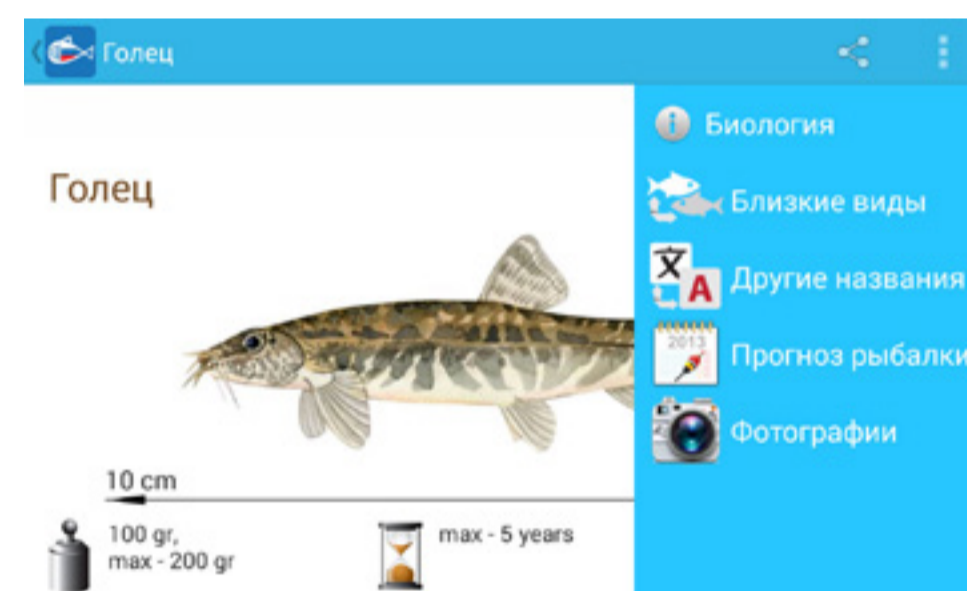 Голец
Голец
10 cm
100 gr,
max - 200 gr
max - 5 years
Биология
Близкие виды
Другие названия
2013
Прогноз рыбалки
Фотографии